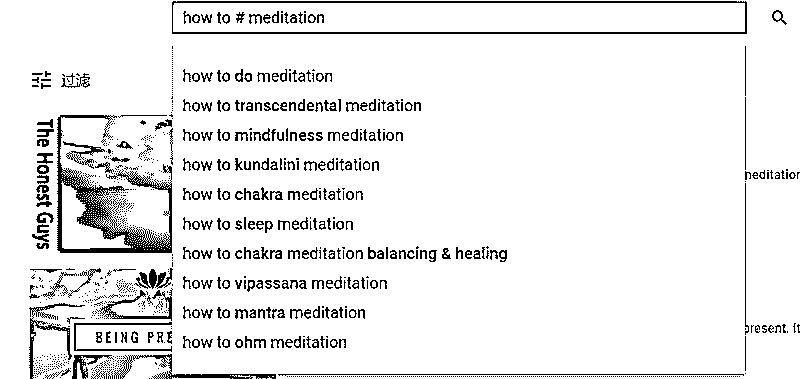 how to # meditation
how to do meditation
过滤
how to transcendental meditation
The Honest Guys
how to mindfulness meditation
how to kundalini meditation
how to chakra meditation
how to sleep meditation
how to chakra meditation balancing & healing
how to vipassana meditation
how to mantra meditation
BEING PRE
how to ohm meditation
neditation
present. It